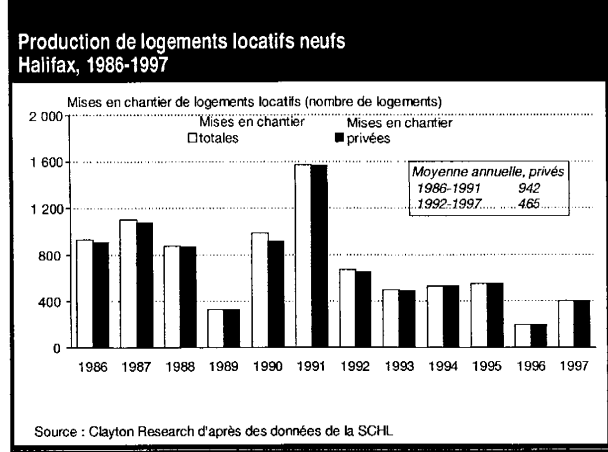 Production de logements locatifs neufs
Halifax, 1986-1997
Mises en chantier de logements locatifs (nombre de logements)
Mises en chantier totales
Mises en chantier privées
Moyenne annuelle, privés
1986-1991 942
1992-1997 465
2 000
1 600
1 200
800
400
0
1986 1987 1988 1989 1990 1991 1992 1993 1994 1995 1996 1997
Source : Clayton Research d'après des données de la SCHL